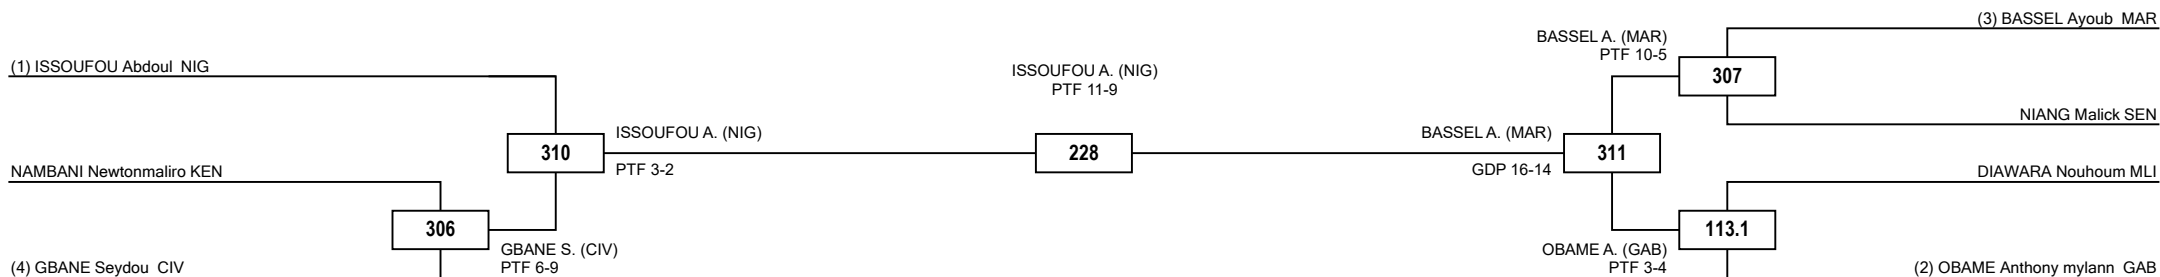 (1) ISSOUFOU Abdoul NIG
NAMBANI Newtonmaliro KEN
(4) GBANE Seydou CIV
306
GBANE S. (CIV)
PTF 6-9
310
ISSOUFOU A. (NIG)
PTF 3-2
ISSOUFOU A. (NIG)
PTF 11-9
228
BASSEL A. (MAR)
GDP 16-14
311
BASSEL A. (MAR)
PTF 10-5
307
OBAME A. (GAB)
PTF 3-4
113.1
(3) BASSEL Ayoub MAR
NIANG Malick SEN
DIAWARA Nouhoum MLI
(2) OBAME Anthony mylann GAB